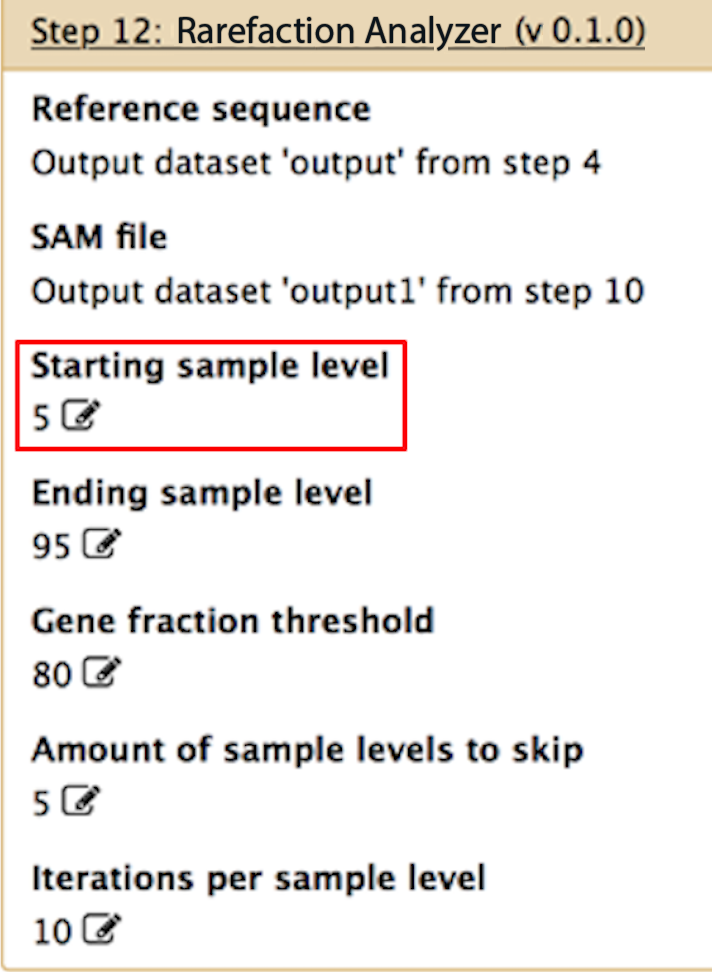 Step 12: Rarefaction Analyzer (v 0.1.0)
Reference sequence
Output dataset 'output' from step 4
SAM file
Output dataset 'output1' from step 10
Starting sample level
5
Ending sample level
95
Gene fraction threshold
80
Amount of sample levels to skip
5
Iterations per sample level
10